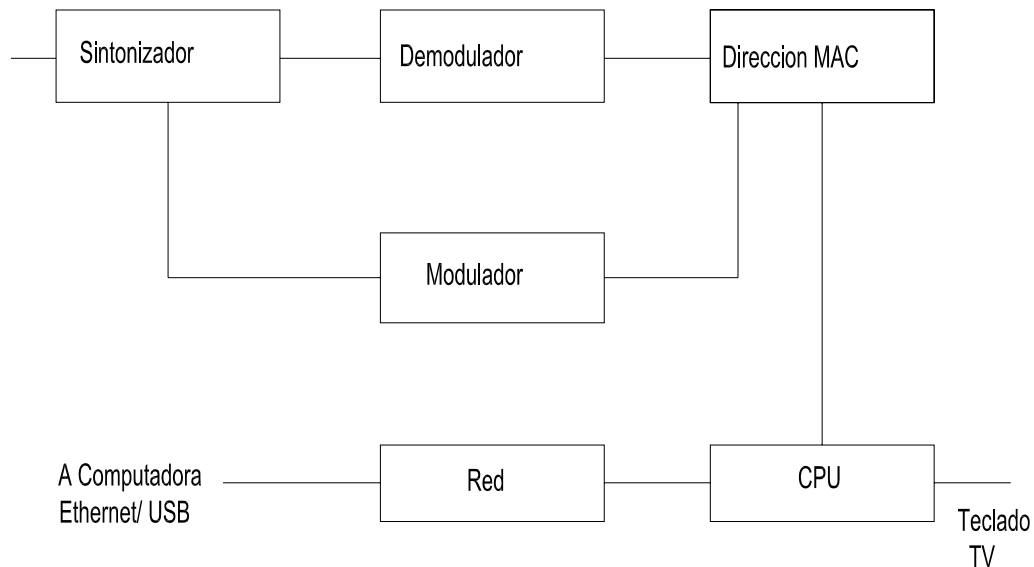 Sintonizador
Demodulador
Direccion MAC
Modulador
A Computadora
Ethernet/ USB
Red
CPU
Teclado
TV